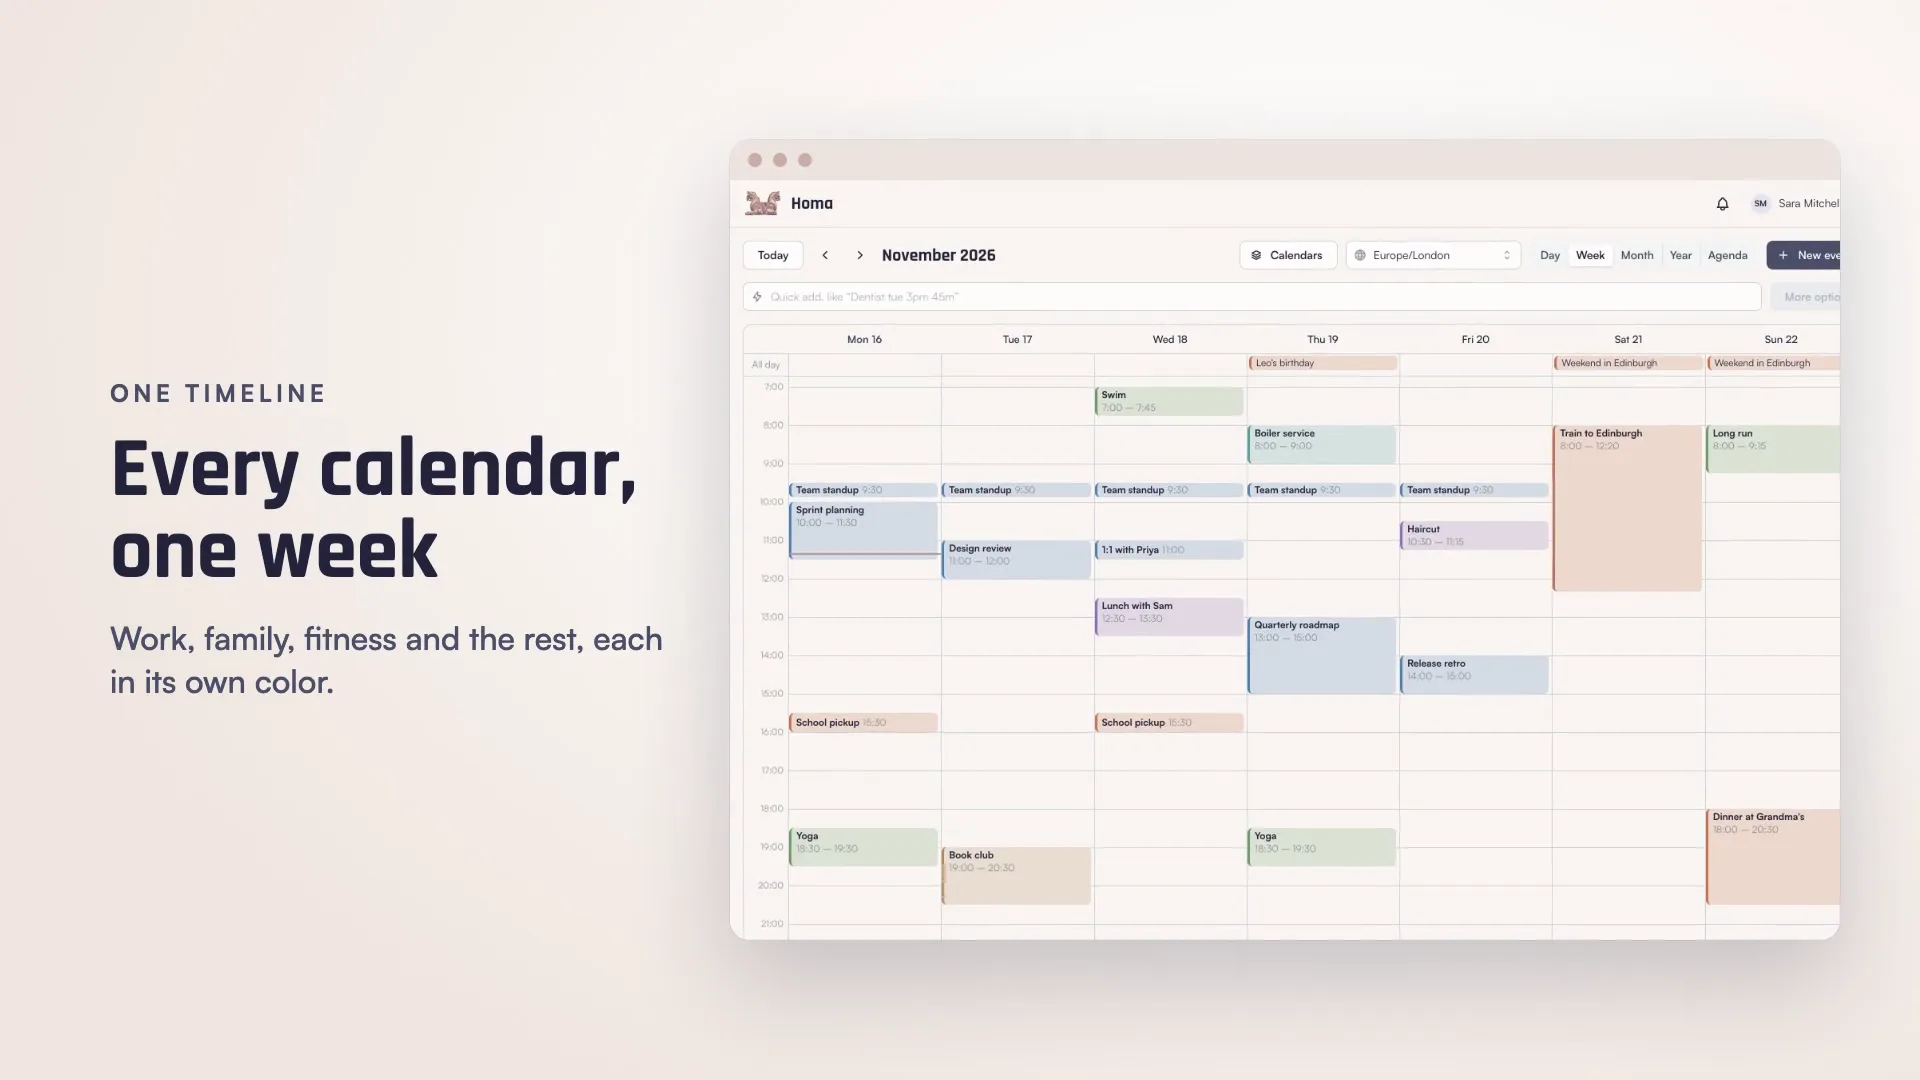 ONE TIMELINE
Every calendar,
one week
Work, family, fitness and the rest, each
in its own color.
Homa
SM Sara Mitchel
Today
November 2026
Calendars
Europe/London
Day Week Month Year Agenda
+ New eve
Quick add, like “Dentist tue 3pm 45m”
More optio
Mon 16 Tue 17 Wed 18 Thu 19 Fri 20 Sat 21 Sun 22
All day
Leo's birthday
Weekend in Edinburgh
Weekend in Edinburgh
7:00
Swim
7:00 – 7:45
8:00
Boiler service
8:00 – 9:00
Train to Edinburgh
8:00 – 12:20
Long run
8:00 – 9:15
9:00
Team standup 9:30
Team standup 9:30
Team standup 9:30
Team standup 9:30
Team standup 9:30
10:00
Sprint planning
10:00 – 11:30
Haircut
10:30 – 11:15
11:00
Design review
11:00 – 12:00
1:1 with Priya 11:00
12:00
Lunch with Sam
12:30 – 13:30
13:00
Quarterly roadmap
13:00 – 15:00
14:00
Release retro
14:00 – 15:00
15:00
School pickup 15:30
School pickup 15:30
16:00
17:00
18:00
Dinner at Grandma's
18:00 – 20:30
Yoga
18:30 – 19:30
Yoga
18:30 – 19:30
19:00
Book club
19:00 – 20:30
20:00
21:00